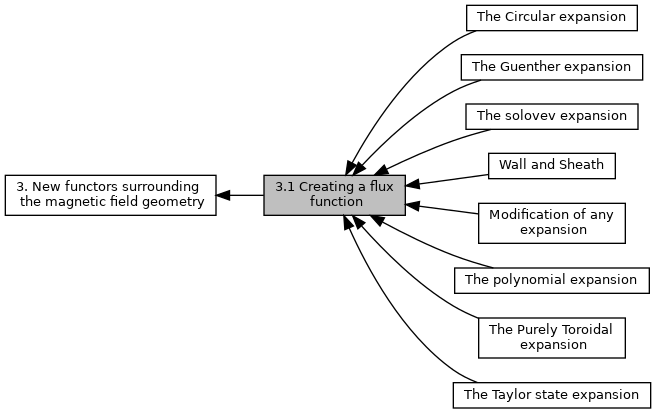 The Circular expansion
The Guenther expansion
The solovev expansion
Wall and Sheath
3. New functors surrounding
the magnetic field geometry
3.1 Creating a flux
function
Modification of any
expansion
The polynomial expansion
The Purely Toroidal
expansion
The Taylor state expansion